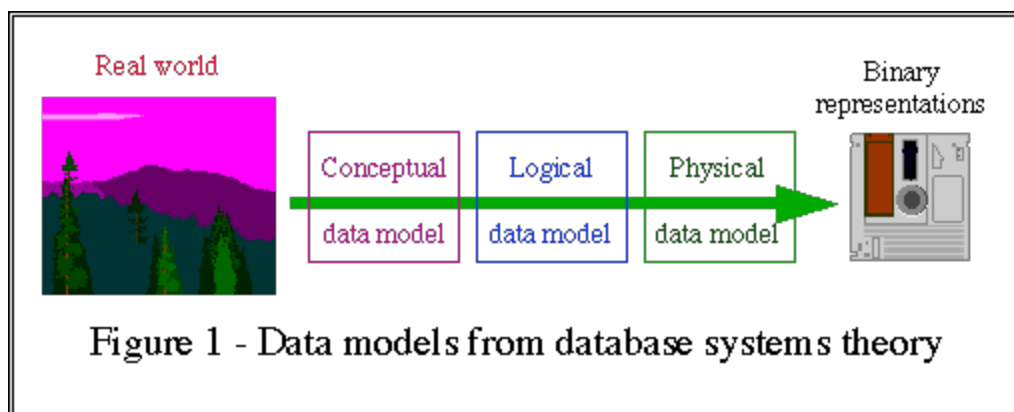 Real world
Binary
representations
Conceptual
data model
Logical
data model
Physical
data model
Figure 1 - Data models from database systems theory